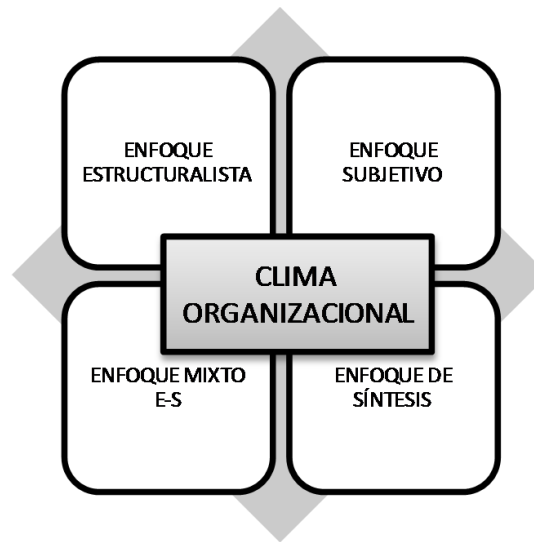 ENFOQUE
ESTRUCTURALISTA
ENFOQUE
SUBJETIVO
CLIMA
ORGANIZACIONAL
ENFOQUE MIXTO
E-S
ENFOQUE DE
SÍNTESIS